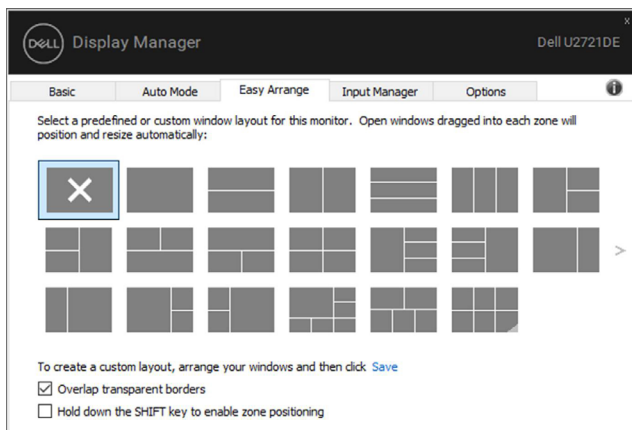 x
DELL Display Manager Dell U2721DE
Basic Auto Mode Easy Arrange Input Manager Options i
Select a predefined or custom window layout for this monitor. Open windows dragged into each zone will
position and resize automatically:
>
To create a custom layout, arrange your windows and then click Save
Overlap transparent borders
Hold down the SHIFT key to enable zone positioning